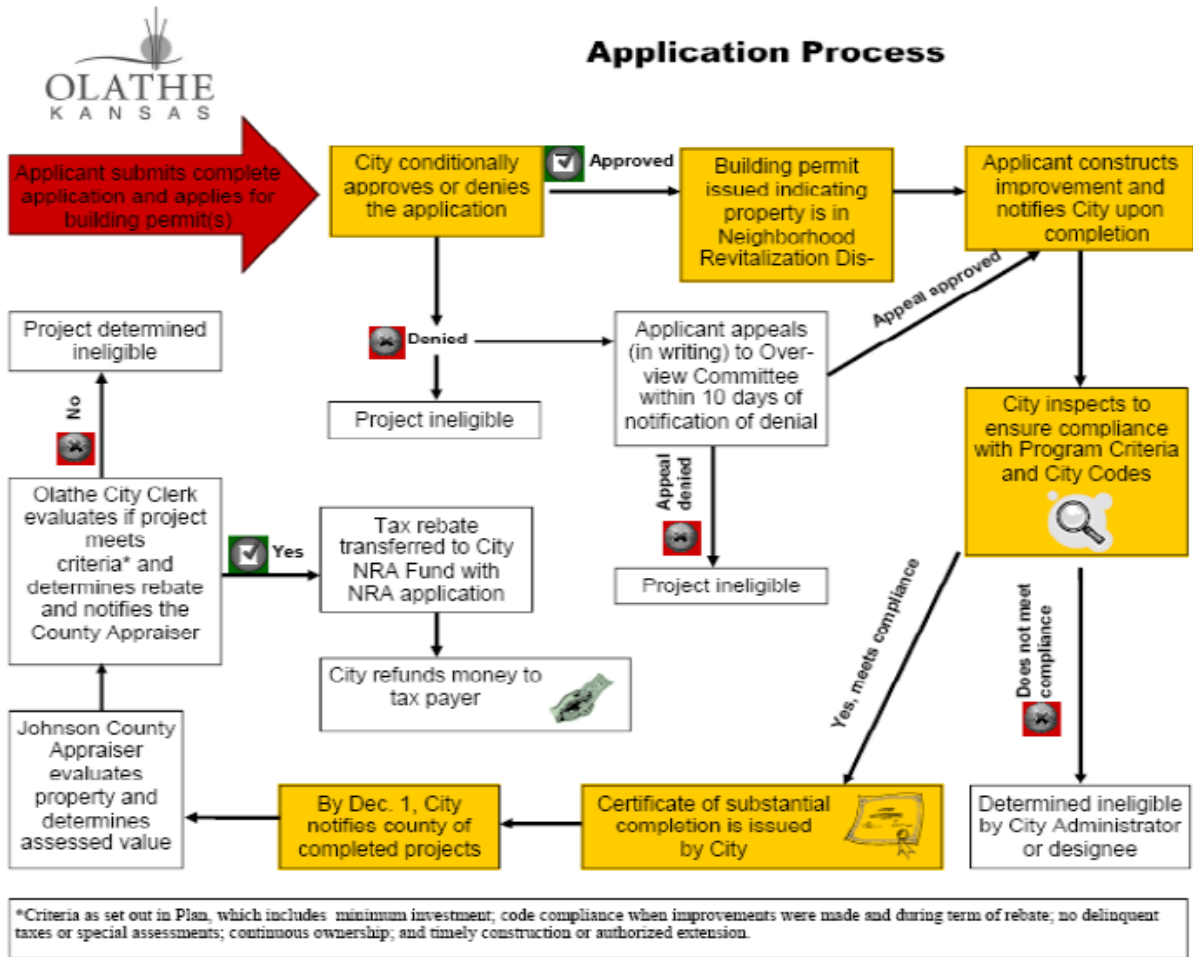 OLATHE
KANSAS
Application Process
Applicant submits complete
application and applies for
building permit(s)
City conditionally
approves or denies
the application
Approved
Building permit
issued indicating
property is in
Neighborhood
Revitalization Dis-
Applicant constructs
improvement and
notifies City upon
completion
Appeal approved
Denied
Applicant appeals
(in writing) to Over-
view Committee
within 10 days of
notification of denial
Project ineligible
Appeal
denied
Project ineligible
City inspects to
ensure compliance
with Program Criteria
and City Codes
Yes, meets compliance
Does not meet
compliance
Determined ineligible
by City Administrator
or designee
Certificate of substantial
completion is issued
by City
By Dec. 1, City
notifies county of
completed projects
Johnson County
Appraiser
evaluates
property and
determines
assessed value
Olathe City Clerk
evaluates if project
meets
criteria* and
determines rebate
and notifies the
County Appraiser
No
Project determined
ineligible
Yes
Tax rebate
transferred to City
NRA Fund with
NRA application
City refunds money to
tax payer
*Criteria as set out in Plan, which includes minimum investment; code compliance when improvements were made and during term of rebate; no delinquent
taxes or special assessments; continuous ownership; and timely construction or authorized extension.